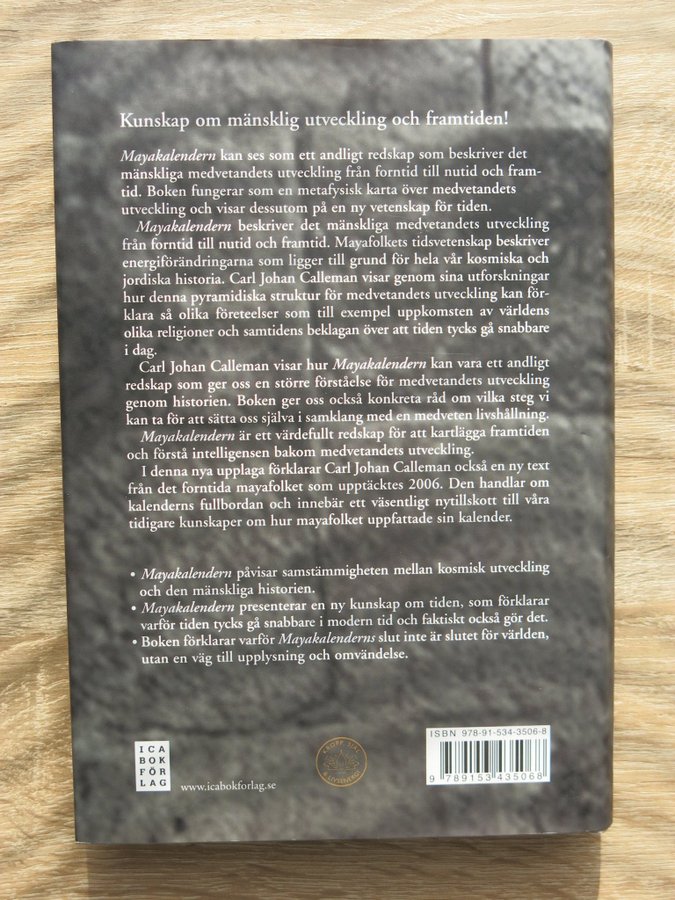 Kunskap om mänsklig utveckling och framtiden!
Mayakalendern kan ses som ett andligt redskap som beskriver det
mänskliga medvetandets utveckling från forntid till nutid och fram-
tid. Boken fungerar som en metafysisk karta över medvetandets
utveckling och visar dessutom på en ny vetenskap för tiden.
Mayakalendern beskriver det mänskliga medvetandets utveckling
från forntid till nutid och framtid. Mayafolkets tidsvetenskap beskriver
energiförändringarna som ligger till grund för hela vår kosmiska och
jordiska historia. Carl Johan Calleman visar genom sina utforskningar
hur denna pyramidiska struktur för medvetandets utveckling kan för-
klara så olika företeelser som till exempel uppkomsten av världens
olika religioner och samtidens beklagan över att tiden tycks gå snabbare
i dag.
Carl Johan Calleman visar hur Mayakalendern kan vara ett andligt
redskap som ger oss en större förståelse för medvetandets utveckling
genom historien. Boken ger oss också konkreta råd om vilka steg vi
kan ta för att sätta oss själva i samklang med en medveten livshållning.
Mayakalendern är ett värdefullt redskap för att kartlägga framtiden
och förstå intelligensen bakom medvetandets utveckling.
I denna nya upplaga förklarar Carl Johan Calleman också en ny text
från det forntida mayafolket som upptäcktes 2006. Den handlar om
kalenderns fullbordan och innebär ett väsentligt nytillskott till våra
tidigare kunskaper om hur mayafolket uppfattade sin kalender.
• Mayakalendern påvisar samstämmigheten mellan kosmisk utveckling
och den mänskliga historien.
• Mayakalendern presenterar en ny kunskap om tiden, som förklarar
varför tiden tycks gå snabbare i modern tid och faktiskt också gör det.
• Boken förklarar varför Mayakalenderns slut inte är slutet för världen,
utan en väg till upplysning och omvändelse.
ICA
BOK
FÖR
LAG
www.icabokforlag.se
KROPP, SJÄL
& LIVSENERGI
ISBN 978-91-534-3506-8
9 789153 435068